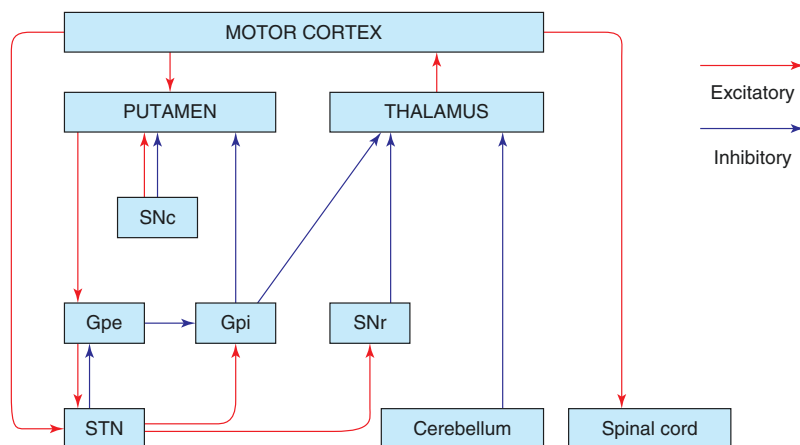 MOTOR CORTEX
PUTAMEN
THALAMUS
Excitatory
Inhibitory
SNc
Gpe
Gpi
SNr
STN
Cerebellum
Spinal cord